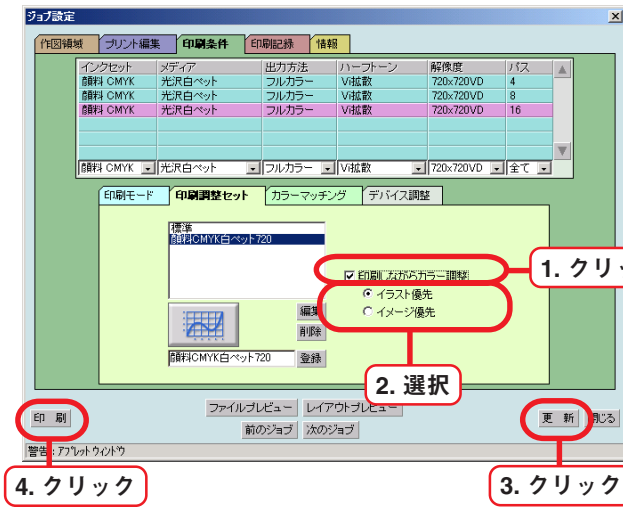 ジョブ設定
作図領域 プリント編集 印刷条件 印刷記録 情報
インクセット メディア 出力方法 ハーフトーン 解像度 パス
顔料 CMYK 光沢白ペット フルカラー Vi拡散 720x720VD 4
顔料 CMYK 光沢白ペット フルカラー Vi拡散 720x720VD 8
顔料 CMYK 光沢白ペット フルカラー Vi拡散 720x720VD 16
顔料 CMYK 光沢白ペット フルカラー Vi拡散 720x720VD 全て
印刷モード 印刷調整セット カラーマッチング デバイス調整
標準
顔料CMYK白ペット720
印刷しながらカラー調整
1. クリッ
イラスト優先
イメージ優先
編集
削除
顔料CMYK白ペット720 登録
2. 選択
ファイルプレビュー レイアウトプレビュー
印 刷 更 新 閉じる
前のジョブ 次のジョブ
警告 : アプレット ウィンドウ
4. クリック
3. クリック